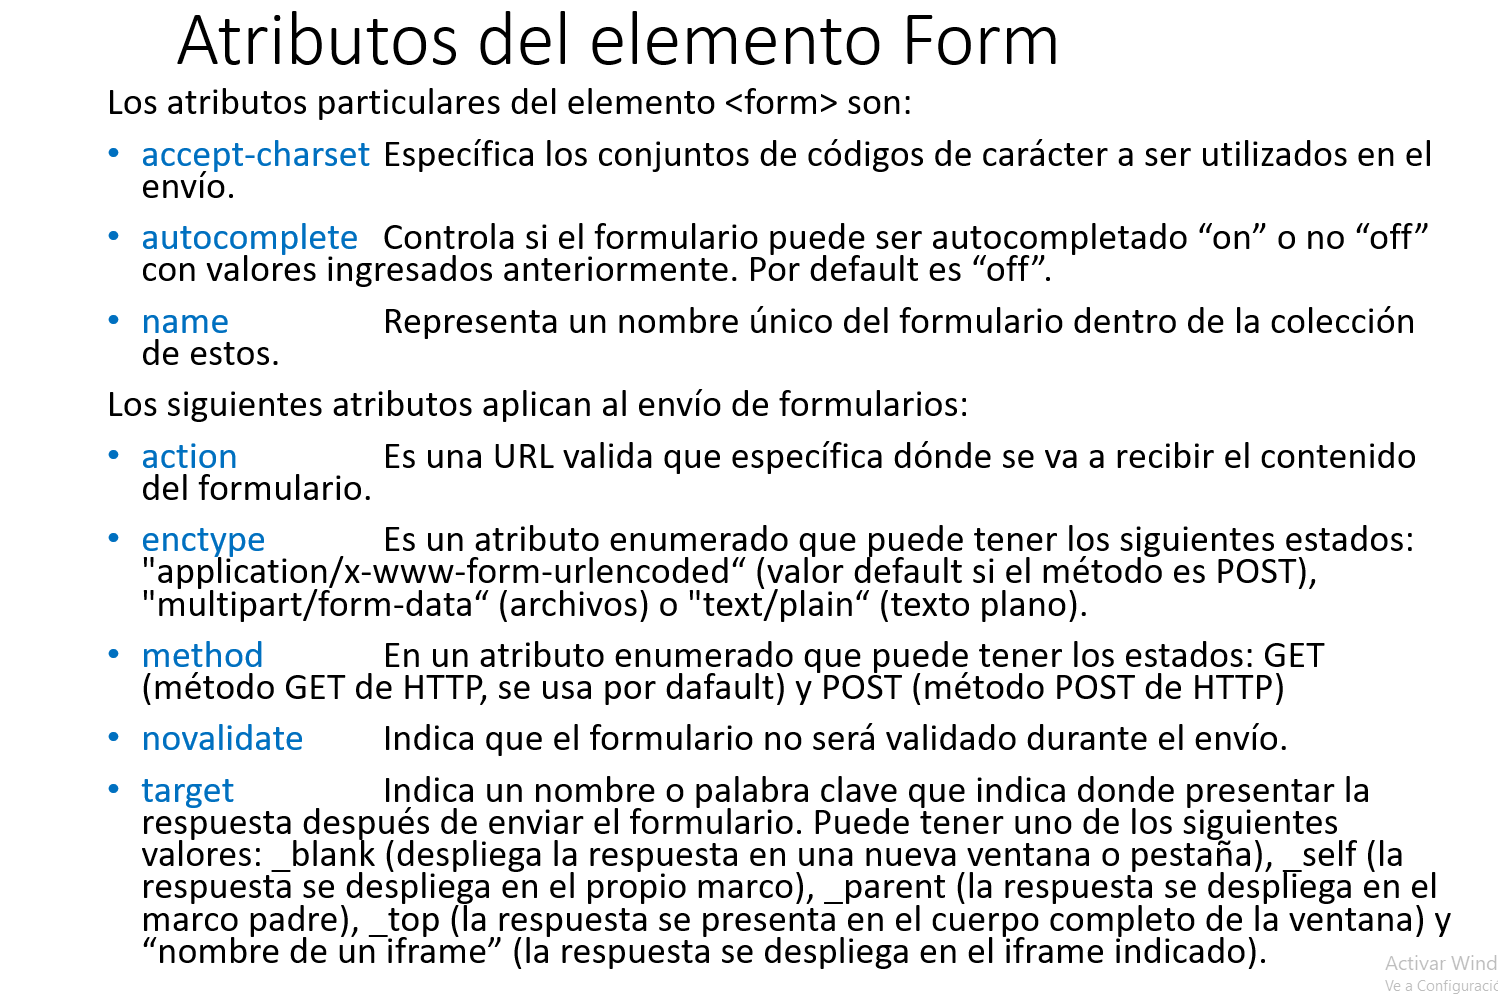 Atributos del elemento Form
Los atributos particulares del elemento <form> son:
• accept-charset Específica los conjuntos de códigos de carácter a ser utilizados en el
envío.
• autocomplete Controla si el formulario puede ser autocompletado “on” o no “off”
con valores ingresados anteriormente. Por default es “off”.
• name Representa un nombre único del formulario dentro de la colección
de estos.
Los siguientes atributos aplican al envío de formularios:
• action Es una URL valida que específica dónde se va a recibir el contenido
del formulario.
• enctype Es un atributo enumerado que puede tener los siguientes estados:
"application/x-www-form-urlencoded“ (valor default si el método es POST),
"multipart/form-data“ (archivos) o "text/plain“ (texto plano).
• method En un atributo enumerado que puede tener los estados: GET
(método GET de HTTP, se usa por dafault) y POST (método POST de HTTP)
• novalidate Indica que el formulario no será validado durante el envío.
• target Indica un nombre o palabra clave que indica donde presentar la
respuesta después de enviar el formulario. Puede tener uno de los siguientes
valores: _blank (despliega la respuesta en una nueva ventana o pestaña), _self (la
respuesta se despliega en el propio marco), _parent (la respuesta se despliega en el
marco padre), _top (la respuesta se presenta en el cuerpo completo de la ventana) y
“nombre de un iframe” (la respuesta se despliega en el iframe indicado).
Activar Wind
Ve a Configuració